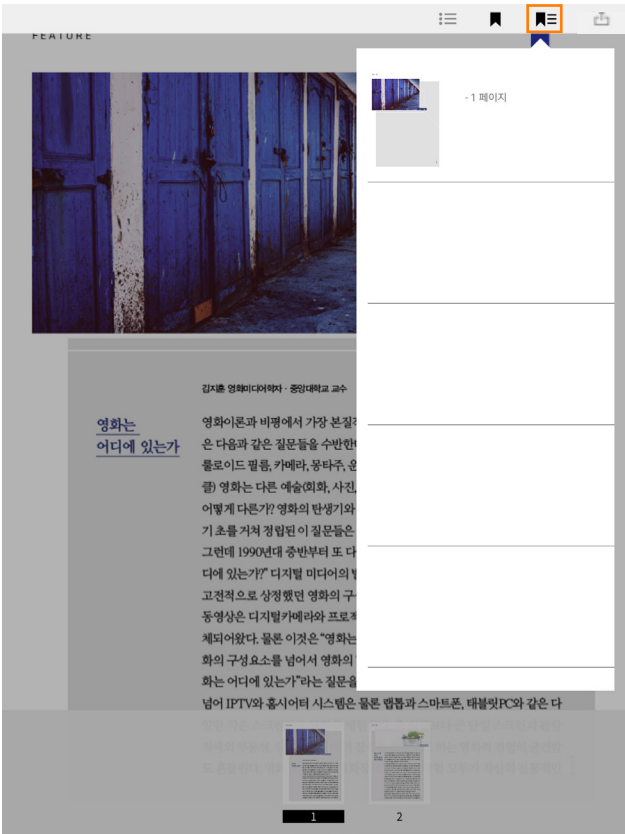 FEATURE
- 1 페이지
김지훈 영화미디어학자 · 중앙대학교 교수
영화는
어디에 있는가
영화이론과 비평에서 가장 본질
은 다음과 같은 질문들을 수반한
룰로이드 필름, 카메라, 몽타주,
클) 영화는 다른 예술(회화, 사진,
어떻게 다른가? 영화의 탄생기와
기 초를 거쳐 정립된 이 질문들은
그런데 1990년대 중반부터 또 다
디에 있는가?” 디지털 미디어의
고전적으로 상정했던 영화의 구
동영상은 디지털카메라와 프로
체되어왔다. 물론 이것은 “영화는
화의 구성요소를 넘어서 영화의
화는 어디에 있는가”라는 질문을
넘어 IPTV와 홈시어터 시스템은 물론 랩톱과 스마트폰, 태블릿PC와 같은 다
1
2